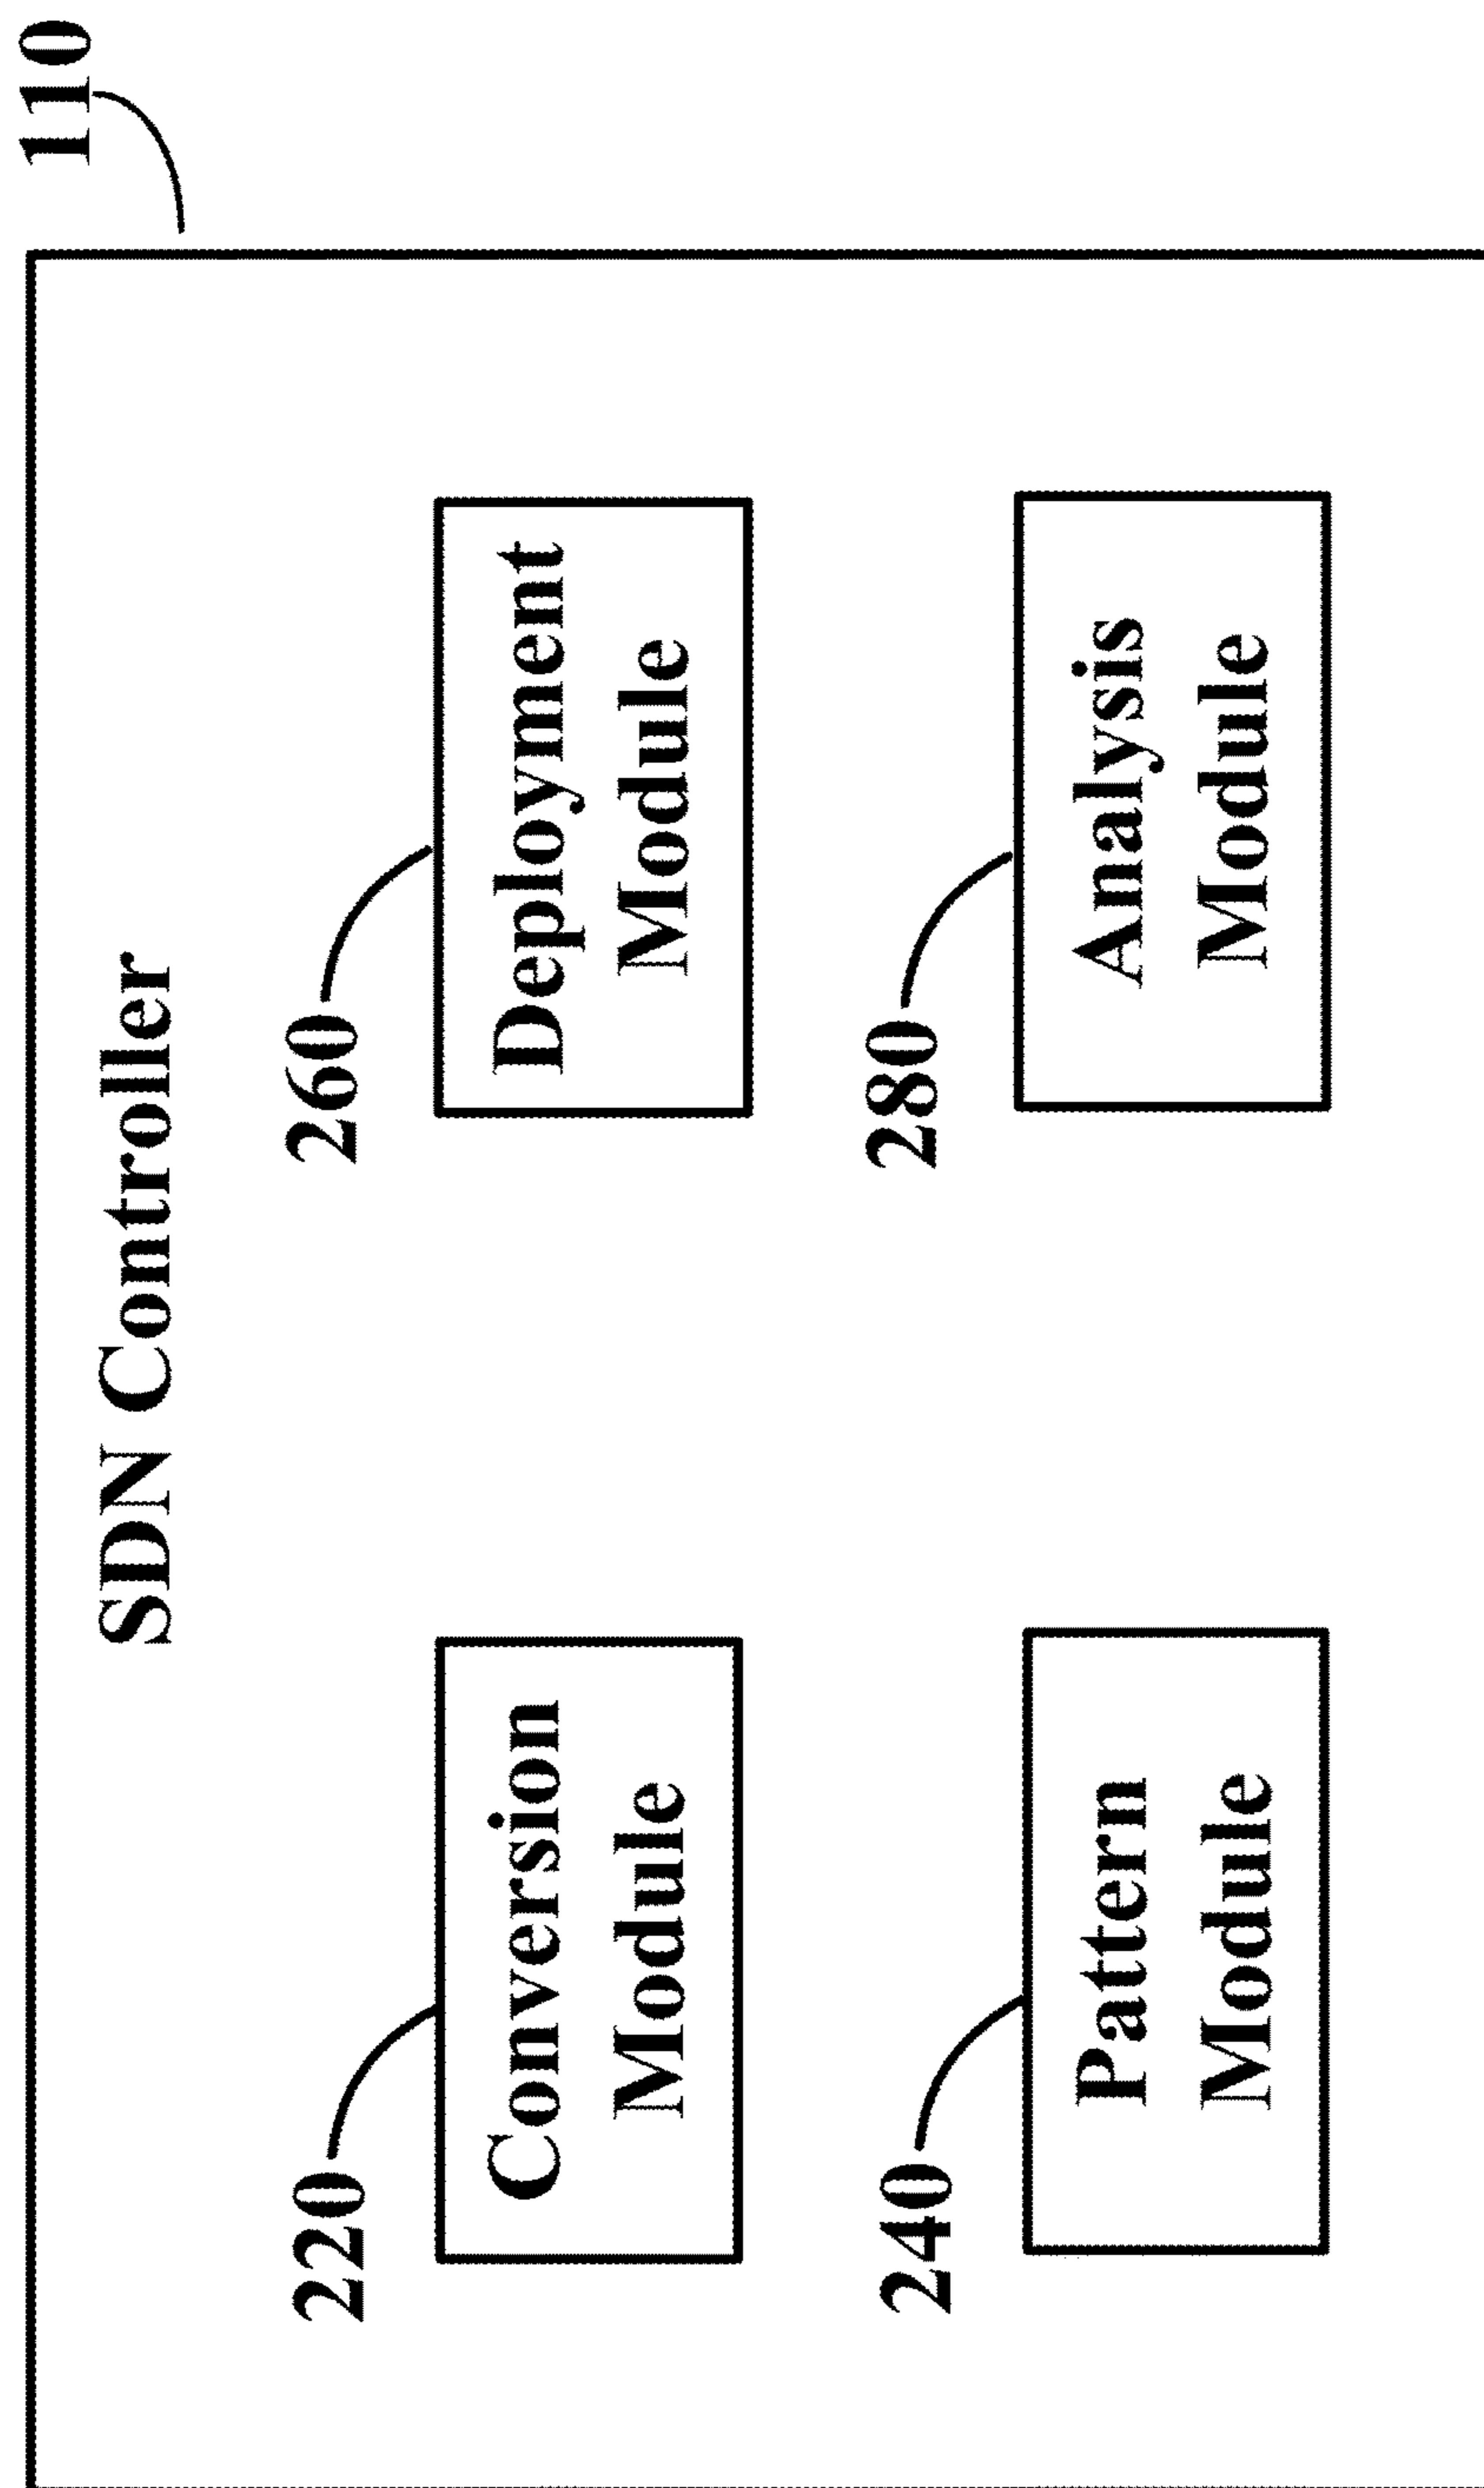 110
SDN Controller
220
Conversion
Module
260
Deployment
Module
240
Pattern
Module
280
Analysis
Module